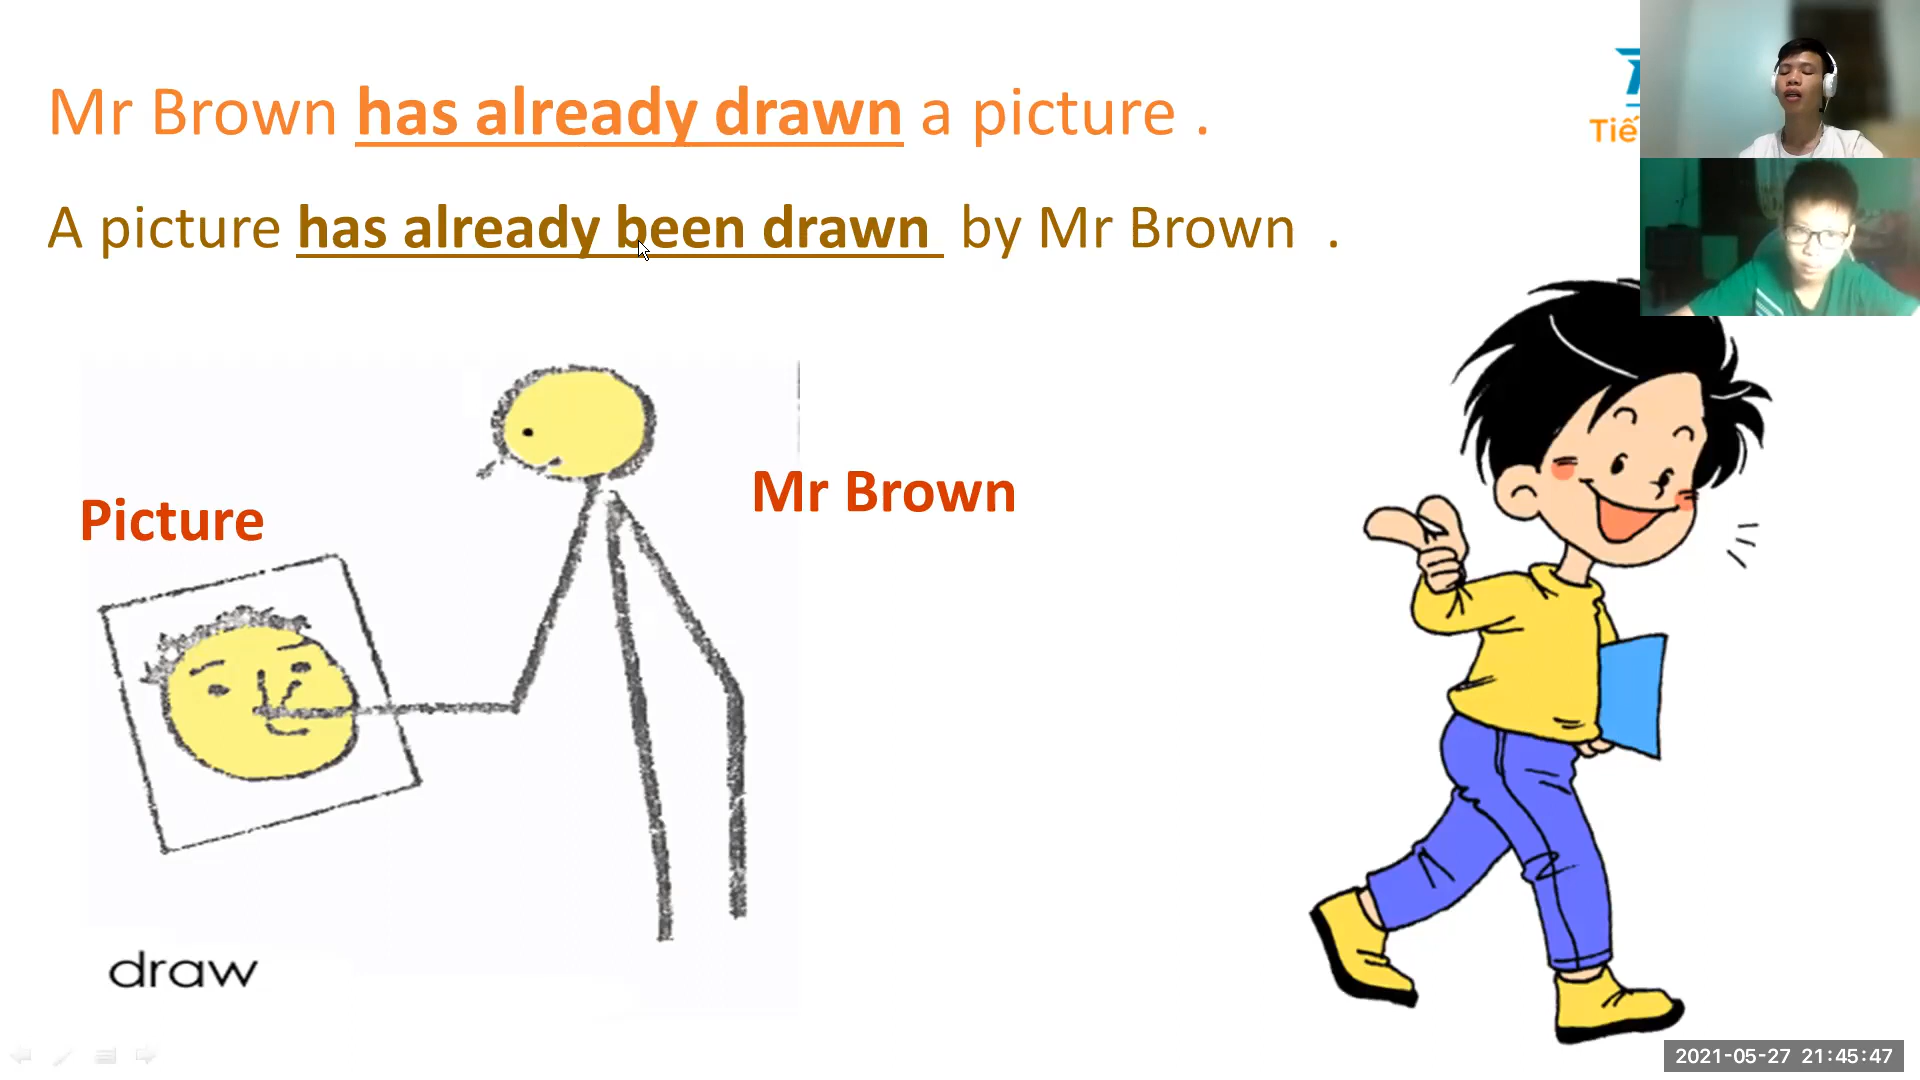 Mr Brown has already drawn a picture .
A picture has already been drawn by Mr Brown .
Picture
Mr Brown
draw
2021-05-27 21:45:47